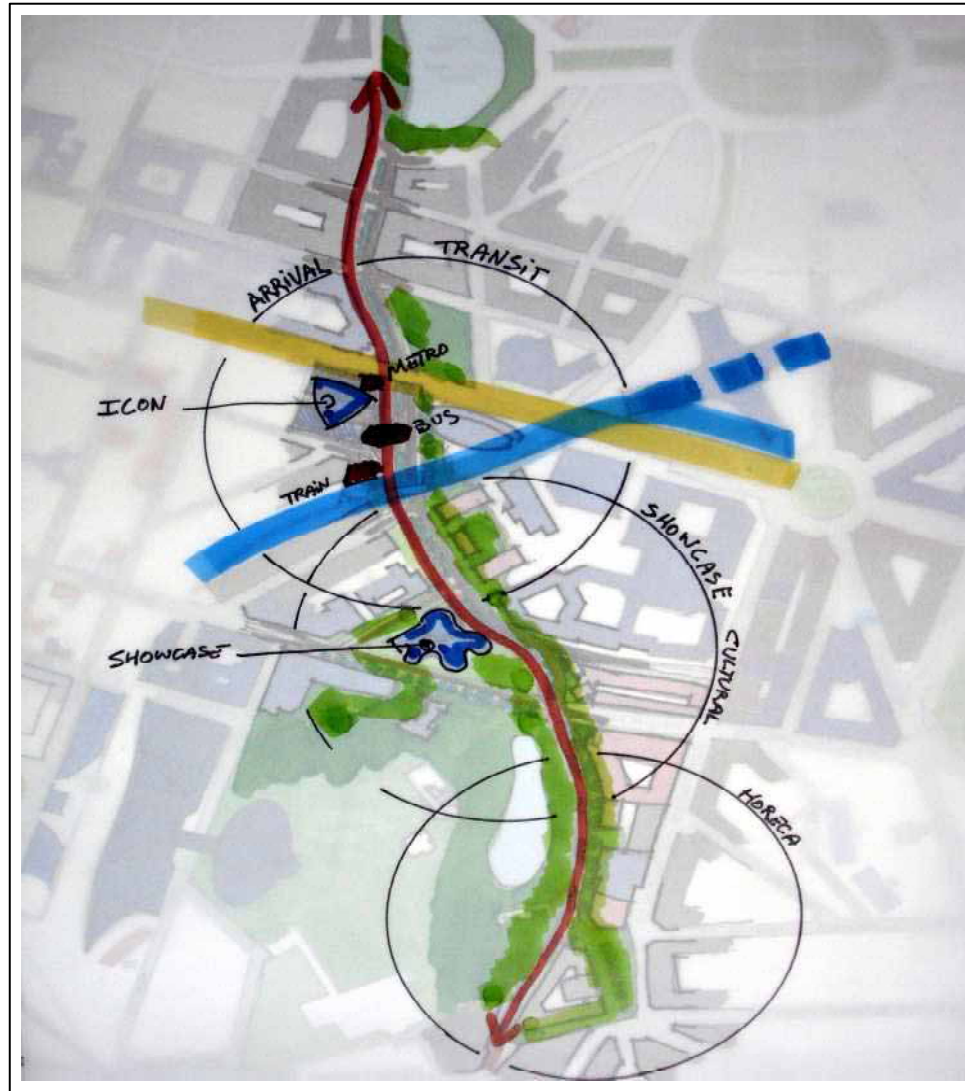 ARRiVAL
TRANSiT
METRO
ICON
BUS
TRAiN
SHOWCASE
CULTURAL
SHOWCASE
HORECA